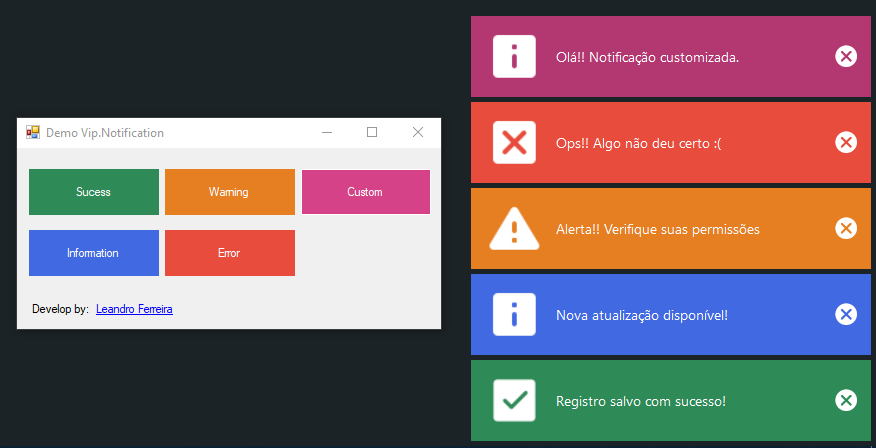 Demo Vip.Notification
Sucess
Warning
Custom
Information
Error
Develop by: Leandro Ferreira
Olá!! Notificação customizada.
Ops!! Algo não deu certo :(
Alerta!! Verifique suas permissões
Nova atualização disponível!
Registro salvo com sucesso!